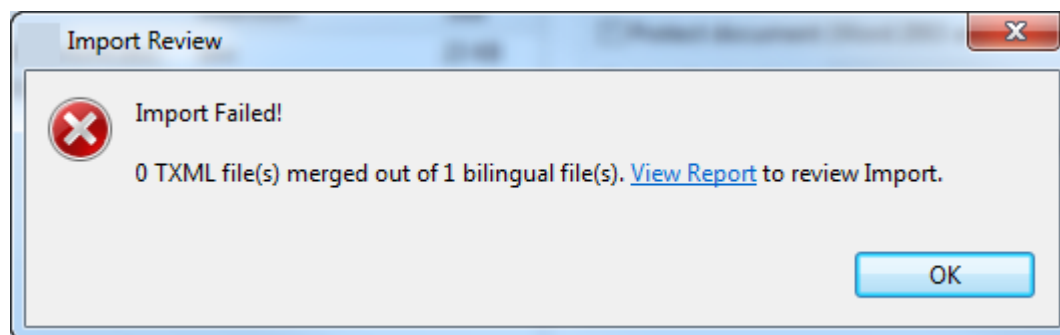 Import Review
Import Failed!
0 TXML file(s) merged out of 1 bilingual file(s). View Report to review Import.
OK